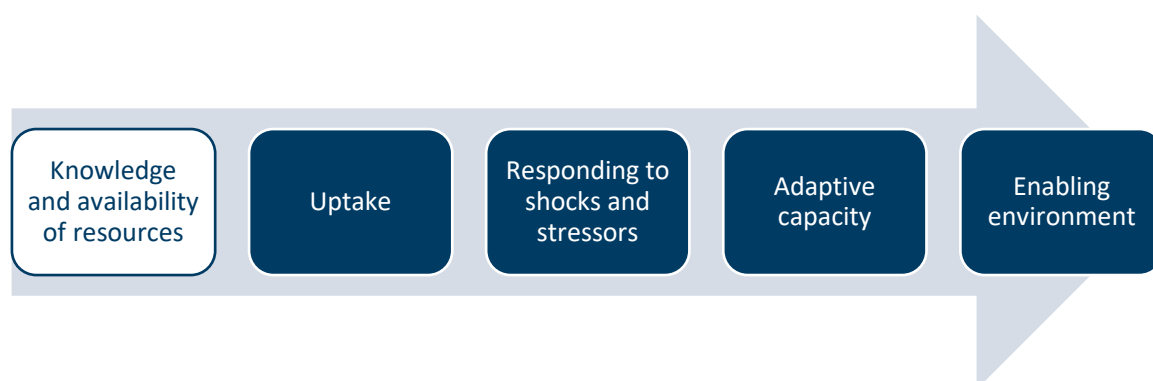 Knowledge
and availability
of resources
Uptake
Responding to
shocks and
stressors
Adaptive
capacity
Enabling
environment